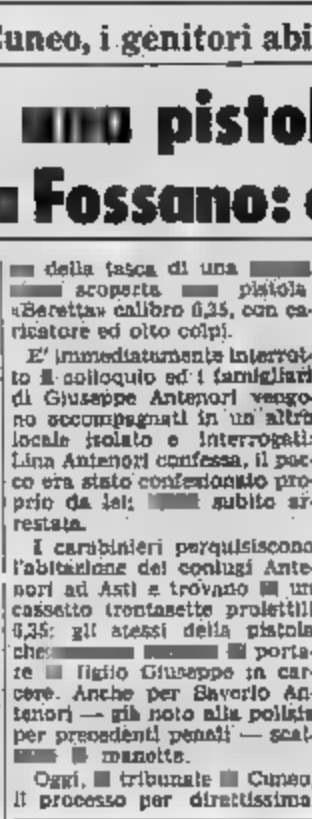 Cuneo, i genitori abi
pistol
Fossano:
della tasca di una
scoperta pistola
«Beretta» calibro 6,35, con ca-
ricatore ed otto colpi.
E' immediatamente interrot-
to colloquio ed i famigliari
di Giuseppe Antenori vengo-
no accompagnati in un altro
locale isolato e interrogati:
Lina Antenori confessa, il pac-
co era stato confezionato pro-
prio da lei; subito ar-
restata.
I carabinieri perquisiscono
l'abitazione dei coniugi Ante-
nori ad Asti e trovano un
cassetto trentasette proiettili
6,35: gli stessi della pistola
che porta-
re figlio Giuseppe in car-
cere. Anche per Saverio An-
tenori — già noto alla polizia
per precedenti penali — scat-
manette.
Oggi, tribunale Cuneo,
il processo per direttissima